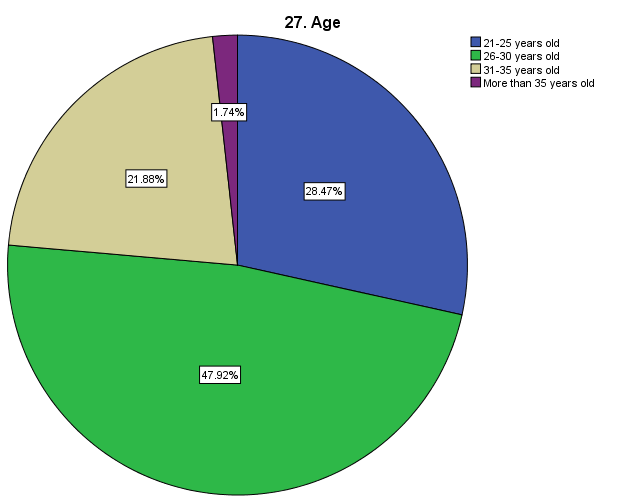 27. Age
21-25 years old
26-30 years old
31-35 years old
More than 35 years old
1.74%
21.88%
28.47%
47.92%